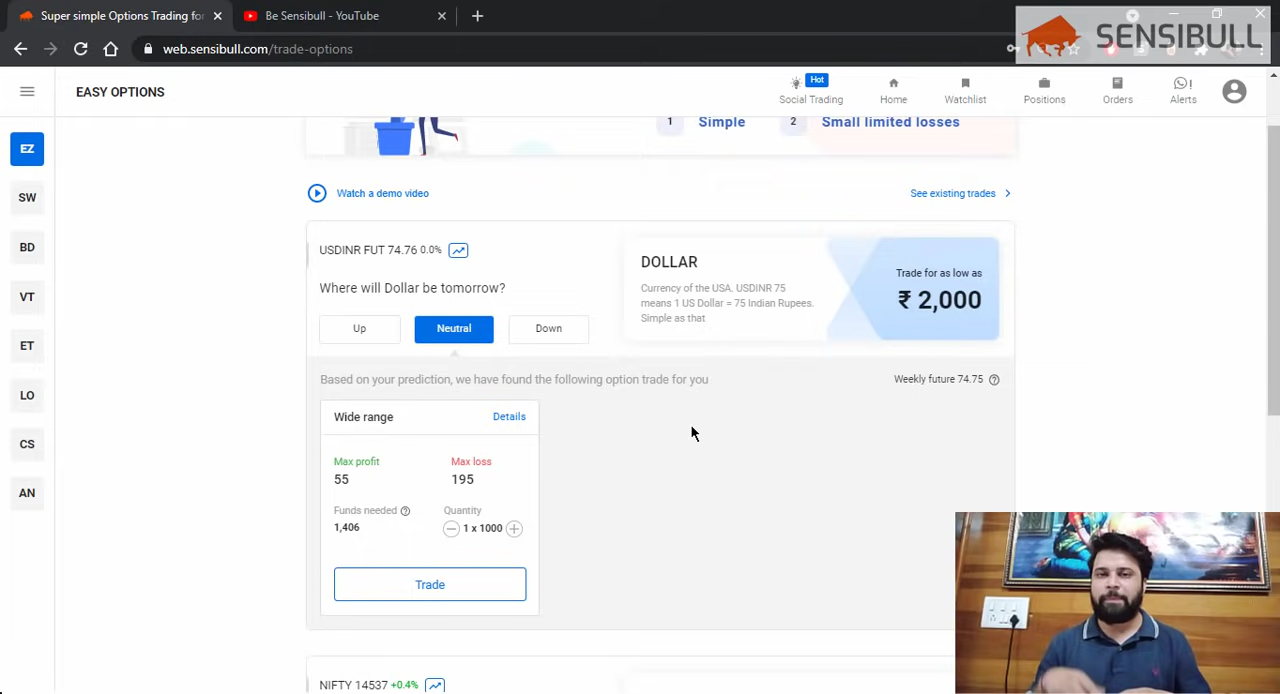 Super simple Options Trading for
Be Sensibull - YouTube
web.sensibull.com/trade-options
SENSIBULL
EASY OPTIONS
Hot
Social Trading
Home
Watchlist
Positions
Orders
Alerts
EZ
SW
BD
VT
ET
LO
CS
AN
1 Simple
2 Small limited losses
Watch a demo video
See existing trades
USDINR FUT 74.76 0.0%
Where will Dollar be tomorrow?
Up
Neutral
Down
DOLLAR
Currency of the USA. USDINR 75
means 1 US Dollar = 75 Indian Rupees.
Simple as that
Trade for as low as
₹ 2,000
Based on your prediction, we have found the following option trade for you
Weekly future 74.75
Wide range
Details
Max profit
Max loss
55
195
Funds needed
Quantity
1,406
1 x 1000
Trade
NIFTY 14537 +0.4%